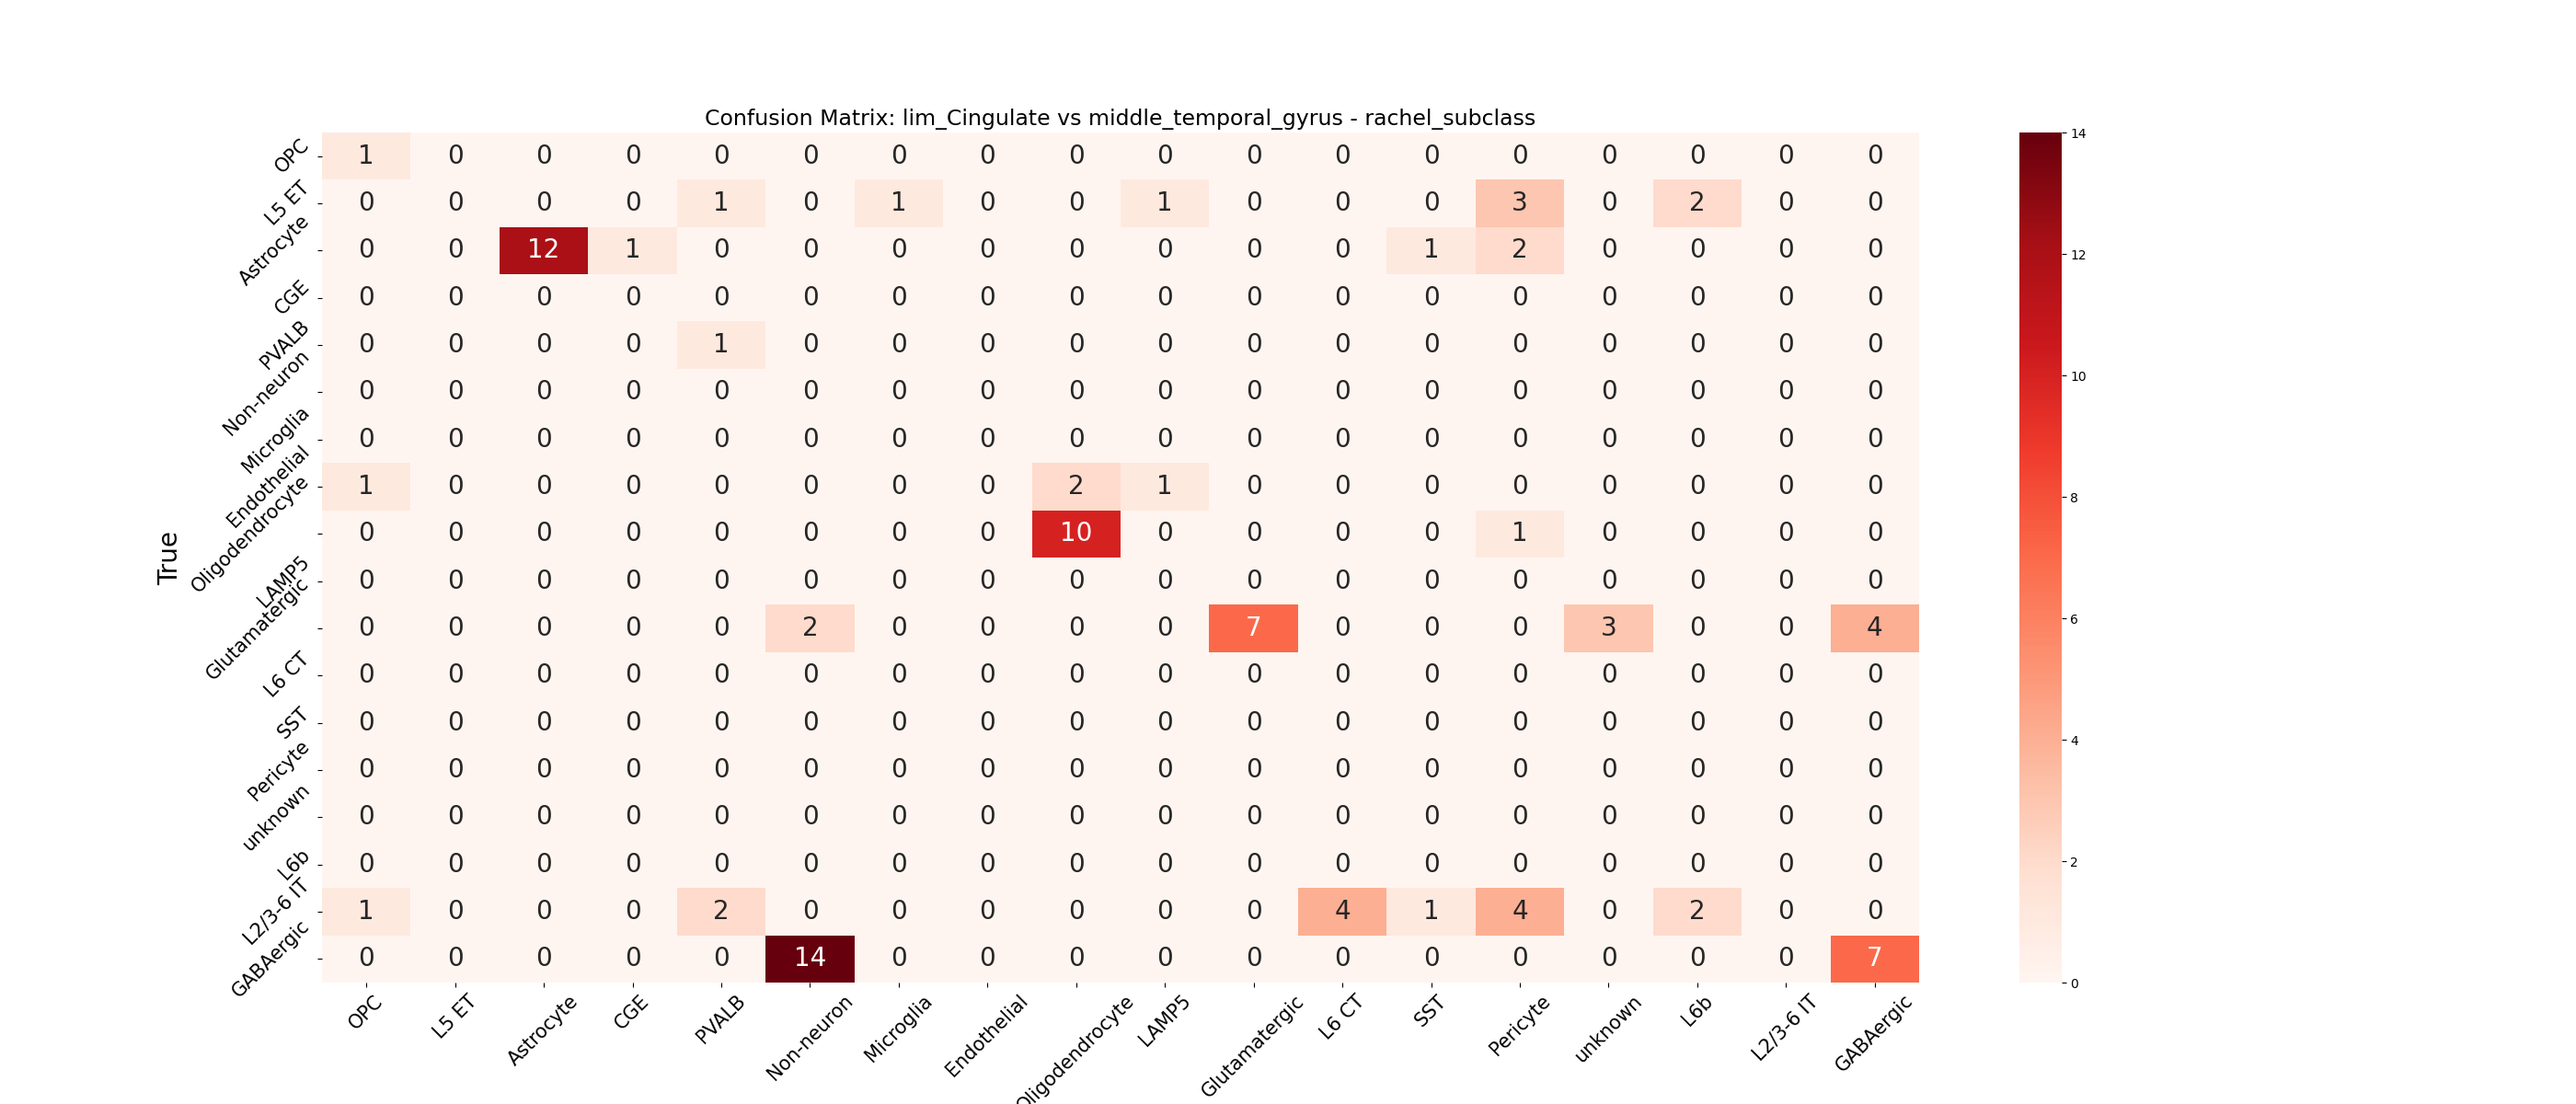 Confusion Matrix: lim_Cingulate vs middle_temporal_gyrus - rachel_subclass
True
OPC 1 0 0 0 0 0 0 0 0 0 0 0 0 0 0 0 0 0
L5 ET 0 0 0 0 1 0 1 0 0 1 0 0 0 3 0 2 0 0
Astrocyte 0 0 12 1 0 0 0 0 0 0 0 0 1 2 0 0 0 0
CGE 0 0 0 0 0 0 0 0 0 0 0 0 0 0 0 0 0 0
PVALB 0 0 0 0 1 0 0 0 0 0 0 0 0 0 0 0 0 0
Non-neuron 0 0 0 0 0 0 0 0 0 0 0 0 0 0 0 0 0 0
Microglia 0 0 0 0 0 0 0 0 0 0 0 0 0 0 0 0 0 0
Endothelial 1 0 0 0 0 0 0 0 2 1 0 0 0 0 0 0 0 0
Oligodendrocyte 0 0 0 0 0 0 0 0 10 0 0 0 0 1 0 0 0 0
LAMP5 0 0 0 0 0 0 0 0 0 0 0 0 0 0 0 0 0 0
Glutamatergic 0 0 0 0 0 2 0 0 0 0 7 0 0 0 3 0 0 4
L6 CT 0 0 0 0 0 0 0 0 0 0 0 0 0 0 0 0 0 0
SST 0 0 0 0 0 0 0 0 0 0 0 0 0 0 0 0 0 0
Pericyte 0 0 0 0 0 0 0 0 0 0 0 0 0 0 0 0 0 0
unknown 0 0 0 0 0 0 0 0 0 0 0 0 0 0 0 0 0 0
L6b 0 0 0 0 0 0 0 0 0 0 0 0 0 0 0 0 0 0
L2/3-6 IT 1 0 0 0 2 0 0 0 0 0 0 4 1 4 0 2 0 0
GABAergic 0 0 0 0 0 14 0 0 0 0 0 0 0 0 0 0 0 7
OPC L5 ET Astrocyte CGE PVALB Non-neuron Microglia Endothelial Oligodendrocyte LAMP5 Glutamatergic L6 CT SST Pericyte unknown L6b L2/3-6 IT GABAergic
14
12
10
8
6
4
2
0